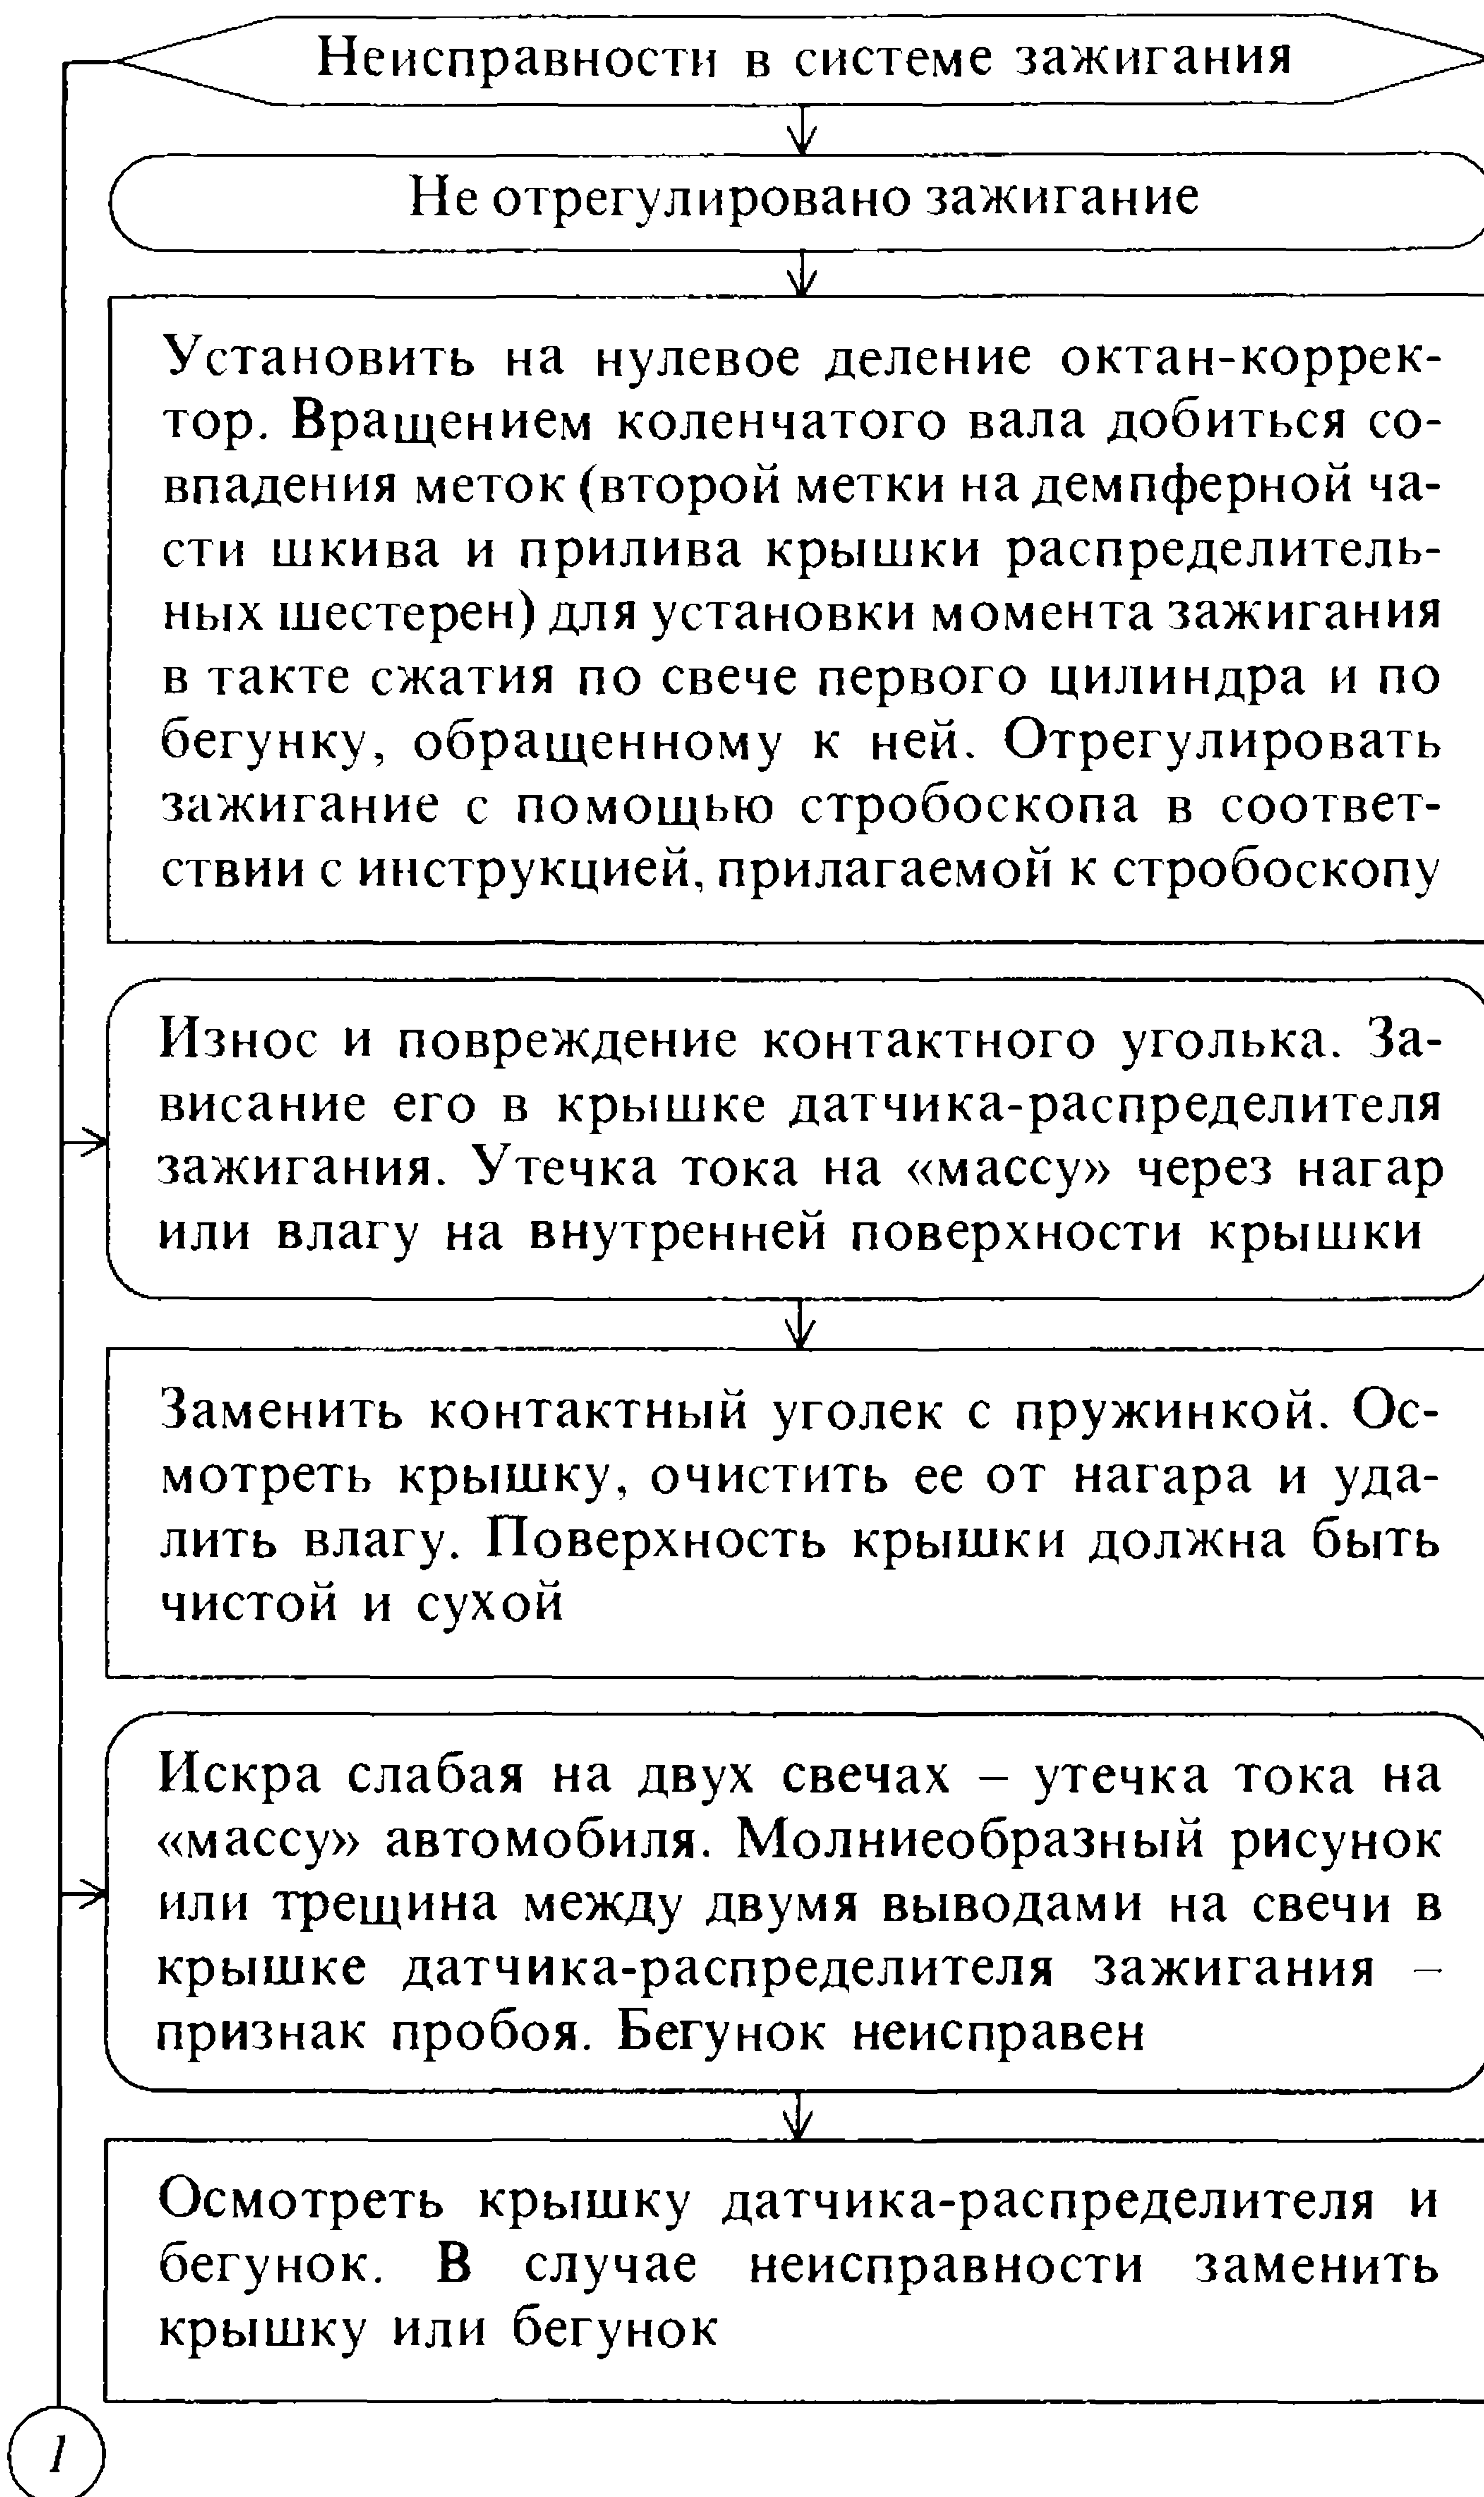 Неисправности в системе зажигания
Не отрегулировано зажигание
Установить на нулевое деление октан-коррек-
тор. Вращением коленчатого вала добиться со-
впадения меток (второй метки на демпферной ча-
сти шкива и прилива крышки распределитель-
ных шестерен) для установки момента зажигания
в такте сжатия по свече первого цилиндра и по
бегунку, обращенному к ней. Отрегулировать
зажигание с помощью стробоскопа в соответ-
ствии с инструкцией, прилагаемой к стробоскопу
Износ и повреждение контактного уголька. За-
висание его в крышке датчика-распределителя
зажигания. Утечка тока на «массу» через нагар
или влагу на внутренней поверхности крышки
Заменить контактный уголек с пружинкой. Ос-
мотреть крышку, очистить ее от нагара и уда-
лить влагу. Поверхность крышки должна быть
чистой и сухой
Искра слабая на двух свечах – утечка тока на
«массу» автомобиля. Молниеобразный рисунок
или трещина между двумя выводами на свечи в
крышке датчика-распределителя зажигания –
признак пробоя. Бегунок неисправен
Осмотреть крышку датчика-распределителя и
бегунок. В случае неисправности заменить
крышку или бегунок
1